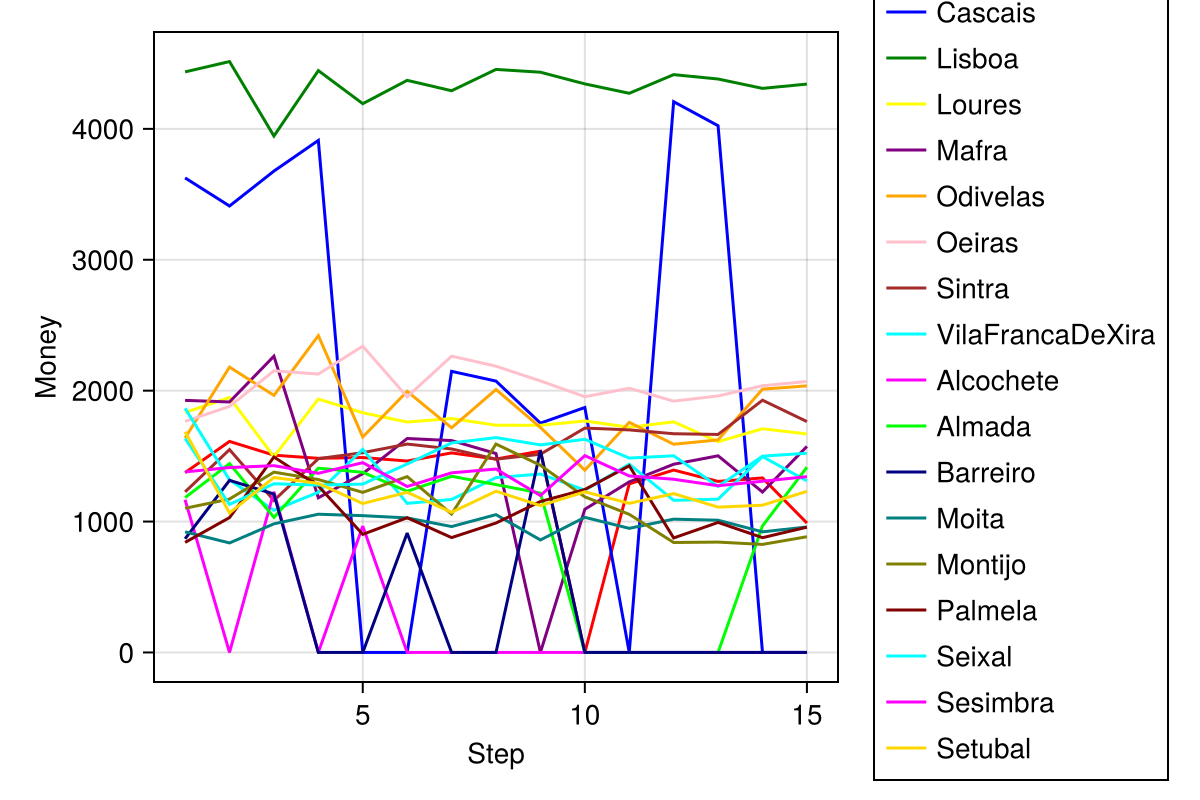 Cascais
Lisboa
Loures
Mafra
Odivelas
Oeiras
Sintra
VilaFrancaDeXira
Alcochete
Almada
Barreiro
Moita
Montijo
Palmela
Seixal
Sesimbra
Setubal
4000
3000
2000
1000
0
Money
5 10 15
Step